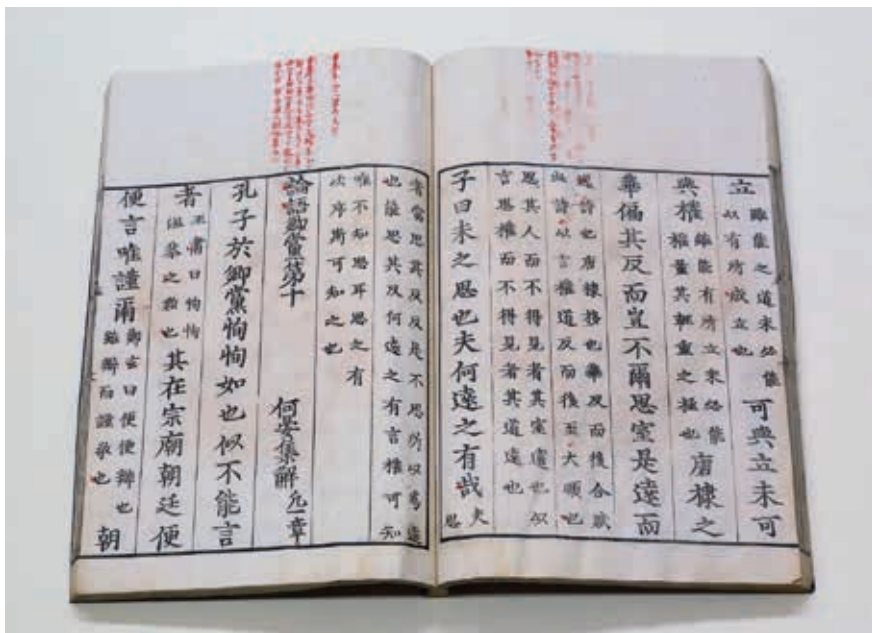 立
雖能之道未必能
以有所成立也
可與立未可
與權
雖能有所立未必能
權量其輕重之極也
唐棣之
華偏其反而豈不爾思室是遠而
逸詩也唐棣栘也華反而後合賦
此詩以言權道反而後至大順也
思其人而不得見者其室遠也以
言思權而不得見者其道遠也
子曰未之思也夫何遠之有哉
夫
思
者當思其反反是不思所以為遠
也能思其反何遠之有言權可知
唯不知思耳思之有
次序斯可知之也
論語鄉黨第十 何晏集解 凡一章
孔子於鄉黨恂恂如也似不能言
者
王肅曰恂恂
溫恭之貌也
其在宗廟朝廷便
便言唯謹爾
鄭玄曰便便辯也
雖辯而謹敬也
朝